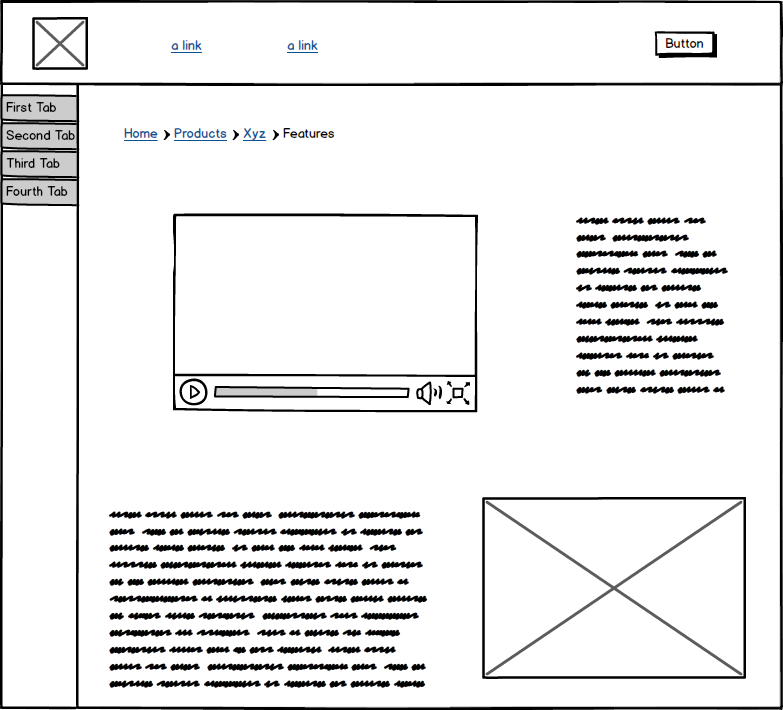 a link a link Button
First Tab
Second Tab
Third Tab
Fourth Tab
Home Products Xyz Features